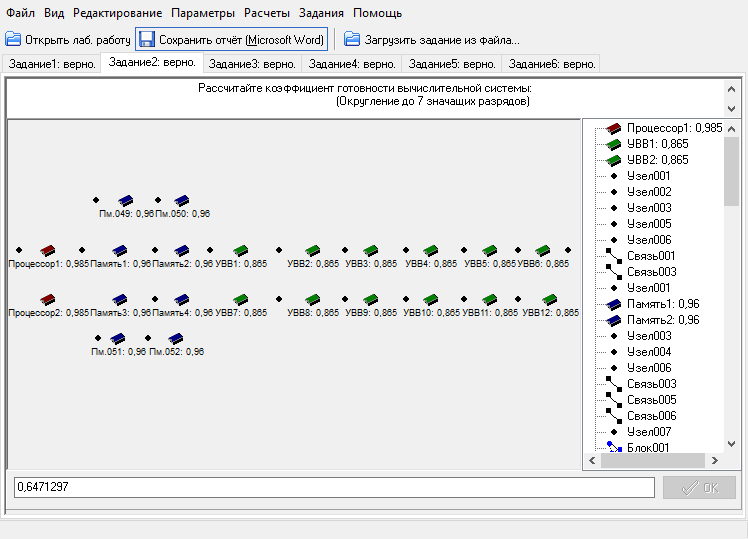 Файл Вид Редактирование Параметры Расчеты Задания Помощь
Открыть лаб. работу Сохранить отчёт (Microsoft Word) Загрузить задание из файла...
Задание1: верно. Задание2: верно. Задание3: верно. Задание4: верно. Задание5: верно. Задание6: верно.
Рассчитайте коэффициент готовности вычислительной системы:
(Округление до 7 значащих разрядов)
Пм.049: 0,96 Пм.050: 0,96
Процессор1: 0,985 Память1: 0,96 Память2: 0,96 УВВ1: 0,865 УВВ2: 0,865 УВВ3: 0,865 УВВ4: 0,865 УВВ5: 0,865 УВВ6: 0,865
Процессор2: 0,985 Память3: 0,96 Память4: 0,96 УВВ7: 0,865 УВВ8: 0,865 УВВ9: 0,865 УВВ10: 0,865 УВВ11: 0,865 УВВ12: 0,865
Пм.051: 0,96 Пм.052: 0,96
Процессор1: 0,985
УВВ1: 0,865
УВВ2: 0,865
Узел001
Узел002
Узел003
Узел005
Узел006
Связь001
Связь003
Узел001
Память1: 0,96
Память2: 0,96
Узел003
Узел004
Узел006
Связь003
Связь005
Связь006
Узел007
Блок001
0,6471297
OK